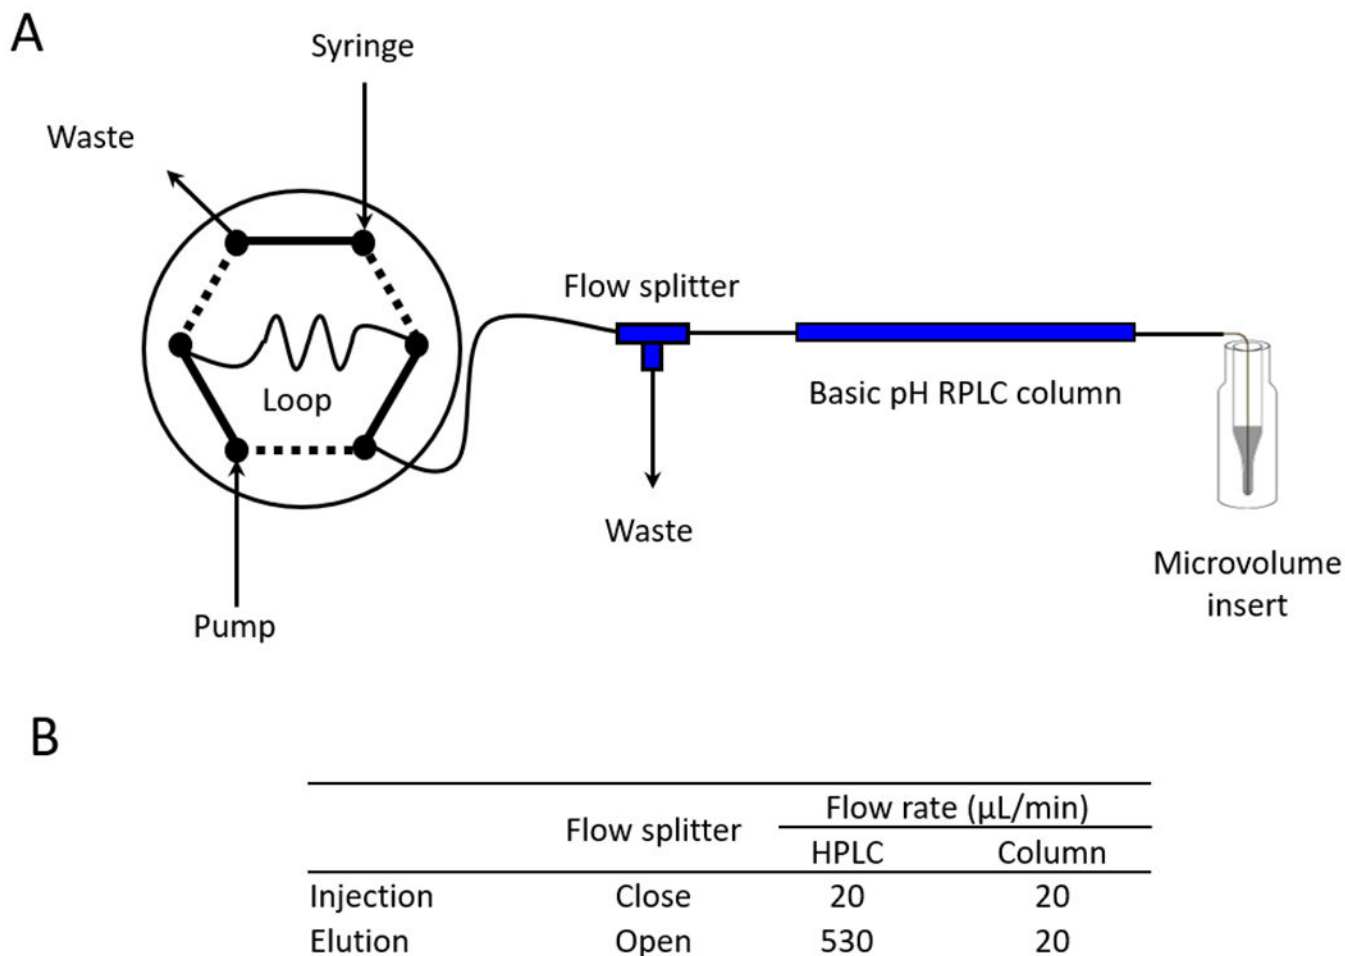 A
Syringe
Waste
Flow splitter
Loop
Basic pH RPLC column
Waste
Microvolume
insert
Pump
B
Flow splitter
Flow rate (µL/min)
HPLC Column
Injection Close 20 20
Elution Open 530 20